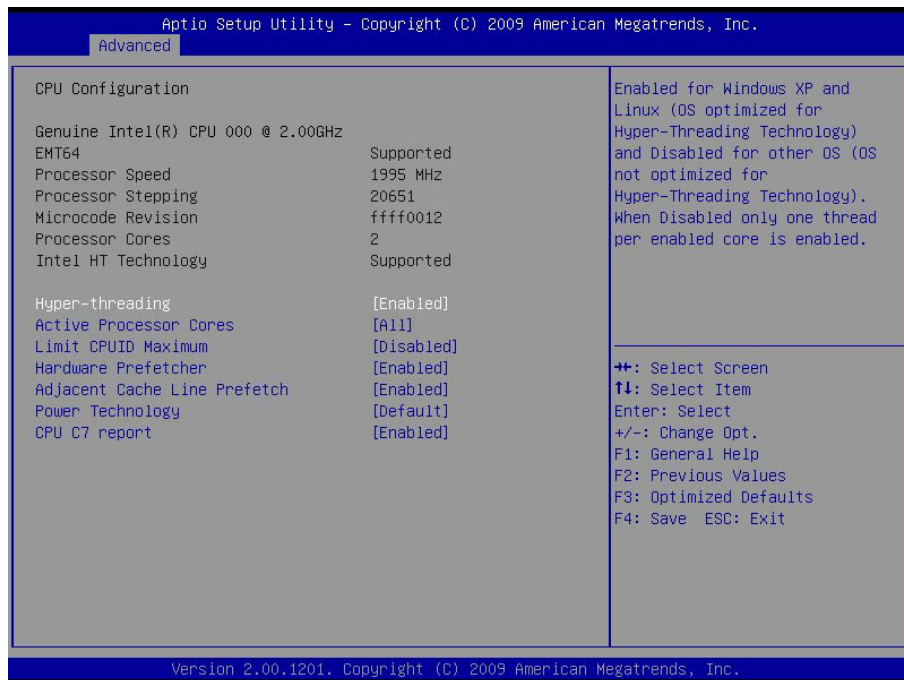 Aptio Setup Utility – Copyright (C) 2009 American Megatrends, Inc.
Advanced
CPU Configuration
Genuine Intel(R) CPU 000 @ 2.00GHz
EMT64 Supported
Processor Speed 1995 MHz
Processor Stepping 20651
Microcode Revision ffff0012
Processor Cores 2
Intel HT Technology Supported
Hyper-threading [Enabled]
Active Processor Cores [All]
Limit CPUID Maximum [Disabled]
Hardware Prefetcher [Enabled]
Adjacent Cache Line Prefetch [Enabled]
Power Technology [Default]
CPU C7 report [Enabled]
Enabled for Windows XP and
Linux (OS optimized for
Hyper-Threading Technology)
and Disabled for other OS (OS
not optimized for
Hyper-Threading Technology).
When Disabled only one thread
per enabled core is enabled.
→←: Select Screen
↑↓: Select Item
Enter: Select
+/-: Change Opt.
F1: General Help
F2: Previous Values
F3: Optimized Defaults
F4: Save ESC: Exit
Version 2.00.1201. Copyright (C) 2009 American Megatrends, Inc.